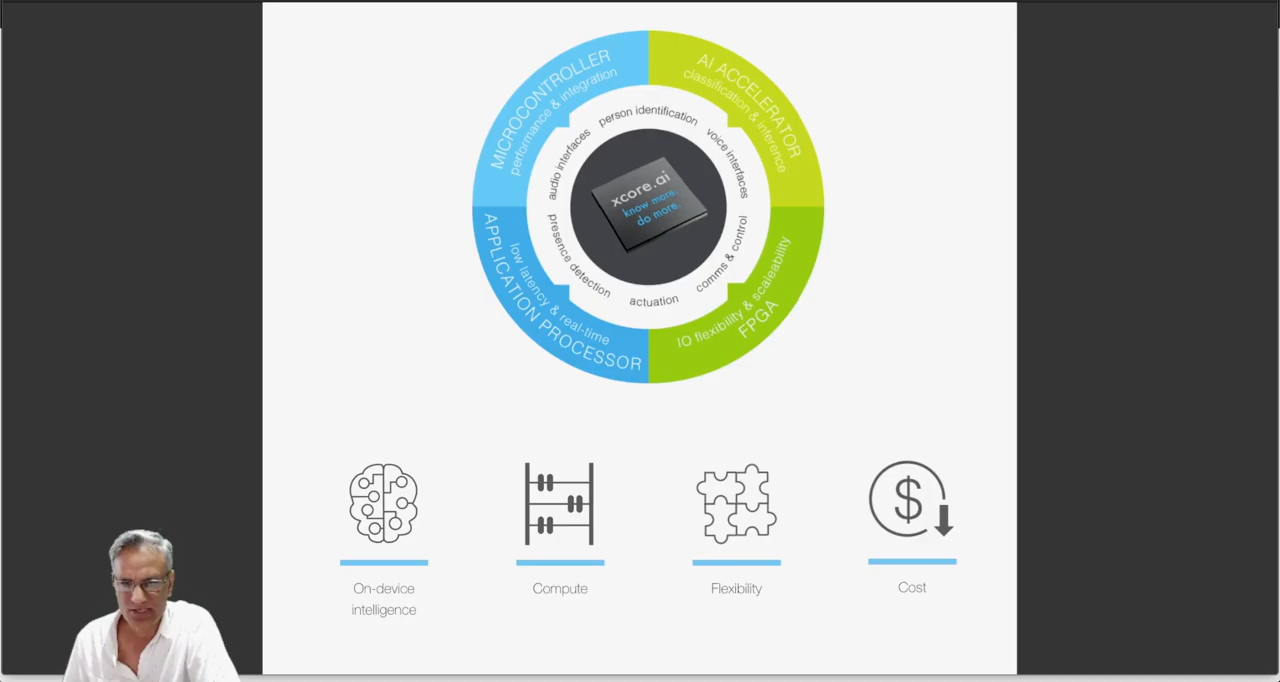 MICROCONTROLLER
performance & integration
AI ACCELERATOR
classification & inference
person identification
audio interfaces
voice interfaces
xcore.ai
know more.
do more.
presence detection
comms & control
actuation
low latency & real-time
APPLICATION PROCESSOR
IO flexibility & scaleability
FPGA
$
On-device
intelligence
Compute
Flexibility
Cost